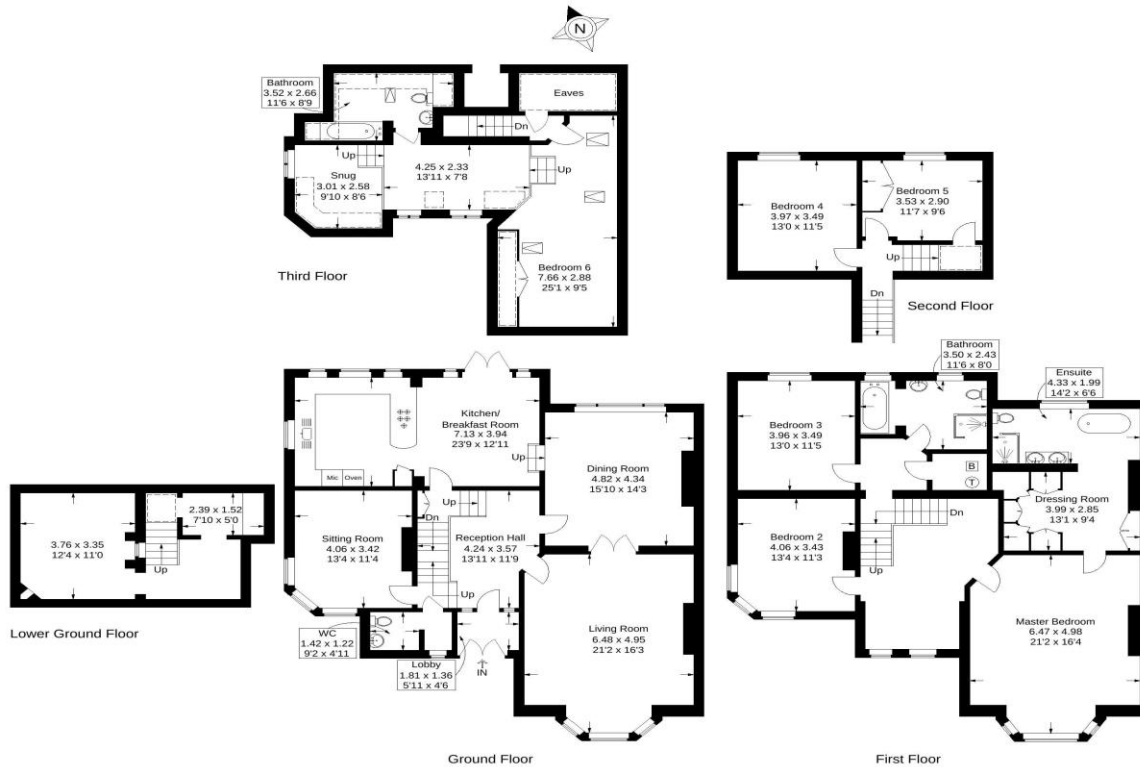 N
Bathroom
3.52 x 2.66
11'6 x 8'9
Eaves
Dn
Up
4.25 x 2.33
13'11 x 7'8
Up
Snug
3.01 x 2.58
9'10 x 8'6
Bedroom 6
7.66 x 2.88
25'1 x 9'5
Third Floor
Bedroom 4
3.97 x 3.49
13'0 x 11'5
Bedroom 5
3.53 x 2.90
11'7 x 9'6
Up
Dn
Second Floor
3.76 x 3.35
12'4 x 11'0
2.39 x 1.52
7'10 x 5'0
Up
Lower Ground Floor
Kitchen/
Breakfast Room
7.13 x 3.94
23'9 x 12'11
Mic
Oven
Up
Dining Room
4.82 x 4.34
15'10 x 14'3
Sitting Room
4.06 x 3.42
13'4 x 11'4
Up
Dn
Reception Hall
4.24 x 3.57
13'11 x 11'9
Up
Living Room
6.48 x 4.95
21'2 x 16'3
WC
1.42 x 1.22
9'2 x 4'11
Lobby
1.81 x 1.36
5'11 x 4'6
IN
Ground Floor
Bathroom
3.50 x 2.43
11'6 x 8'0
Ensuite
4.33 x 1.99
14'2 x 6'6
Bedroom 3
3.96 x 3.49
13'0 x 11'5
B
T
Dressing Room
3.99 x 2.85
13'1 x 9'4
Dn
Up
Bedroom 2
4.06 x 3.43
13'4 x 11'3
Master Bedroom
6.47 x 4.98
21'2 x 16'4
First Floor